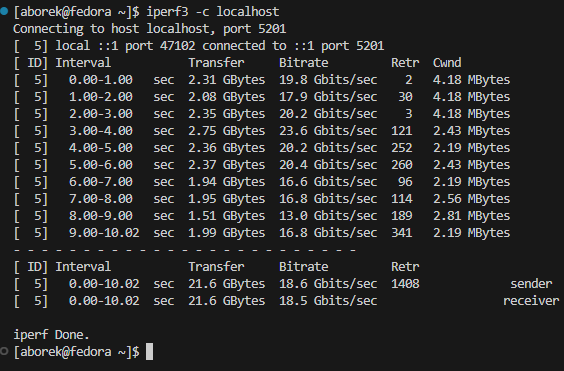 [aborek@fedora ~]$ iperf3 -c localhost
Connecting to host localhost, port 5201
[  5] local ::1 port 47102 connected to ::1 port 5201
[ ID] Interval           Transfer     Bitrate         Retr  Cwnd
[  5]   0.00-1.00   sec  2.31 GBytes  19.8 Gbits/sec    2   4.18 MBytes
[  5]   1.00-2.00   sec  2.08 GBytes  17.9 Gbits/sec   30   4.18 MBytes
[  5]   2.00-3.00   sec  2.35 GBytes  20.2 Gbits/sec    3   4.18 MBytes
[  5]   3.00-4.00   sec  2.75 GBytes  23.6 Gbits/sec  121   2.43 MBytes
[  5]   4.00-5.00   sec  2.36 GBytes  20.2 Gbits/sec  252   2.19 MBytes
[  5]   5.00-6.00   sec  2.37 GBytes  20.4 Gbits/sec  260   2.43 MBytes
[  5]   6.00-7.00   sec  1.94 GBytes  16.6 Gbits/sec   96   2.19 MBytes
[  5]   7.00-8.00   sec  1.95 GBytes  16.8 Gbits/sec  114   2.56 MBytes
[  5]   8.00-9.00   sec  1.51 GBytes  13.0 Gbits/sec  189   2.81 MBytes
[  5]   9.00-10.02  sec  1.99 GBytes  16.8 Gbits/sec  341   2.19 MBytes
- - - - - - - - - - - - - - - - - - - - - - - - -
[ ID] Interval           Transfer     Bitrate         Retr
[  5]   0.00-10.02  sec  21.6 GBytes  18.6 Gbits/sec  1408             sender
[  5]   0.00-10.02  sec  21.6 GBytes  18.5 Gbits/sec                  receiver
iperf Done.
[aborek@fedora ~]$